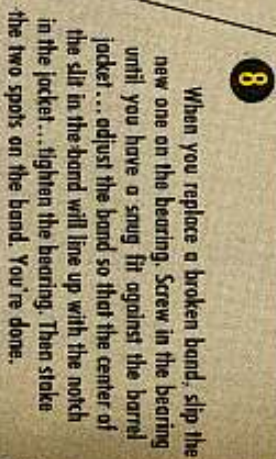 8
When you replace a broken band, slip the
new one on the bearing. Screw in the bearing
until you have a snug fit against the barrel
jacket...adjust the band so that the center of
the slit in the band will line up with the notch
in the jacket...tighten the bearing. Then stake
the two spots on the band. You're done.